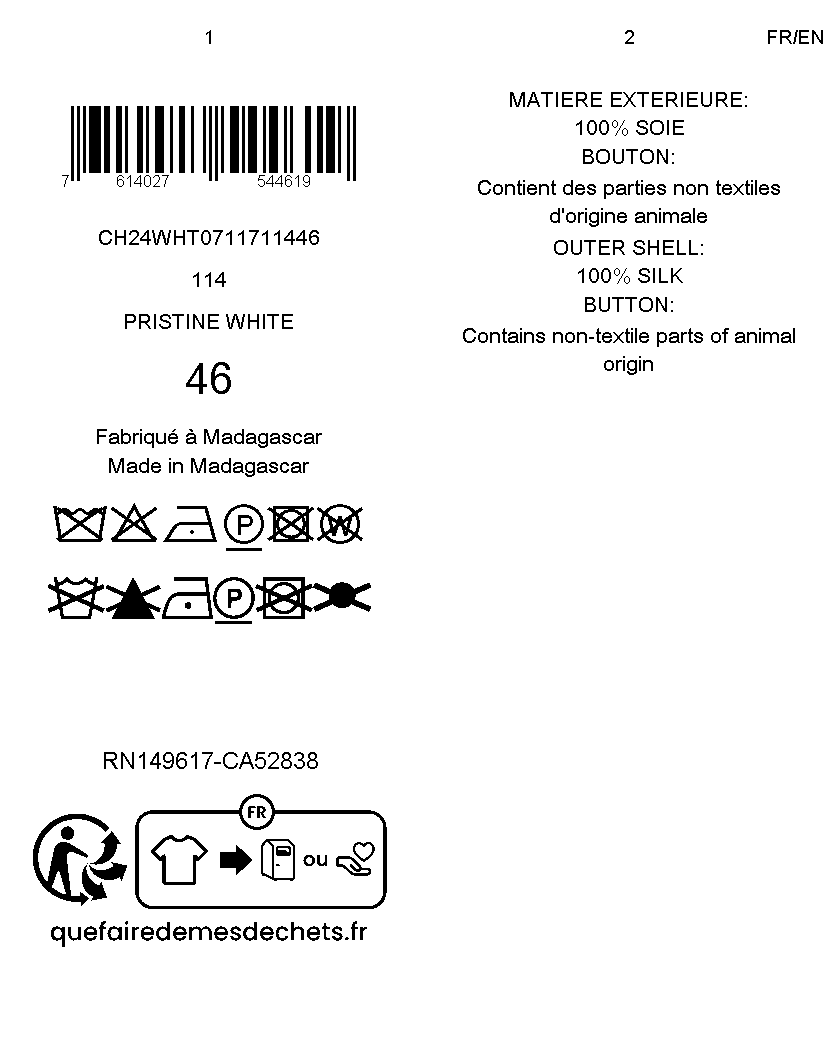 1
7 614027 544619
CH24WHT0711711446
114
PRISTINE WHITE
46
Fabriqué à Madagascar
Made in Madagascar
P W
P
RN149617-CA52838
FR
ou
quefairedemesdechets.fr
2 FR/EN
MATIERE EXTERIEURE:
100% SOIE
BOUTON:
Contient des parties non textiles
d'origine animale
OUTER SHELL:
100% SILK
BUTTON:
Contains non-textile parts of animal
origin